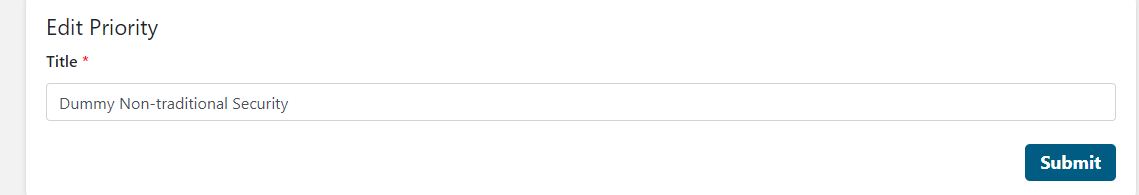 Edit Priority
Title *
Dummy Non-traditional Security
Submit